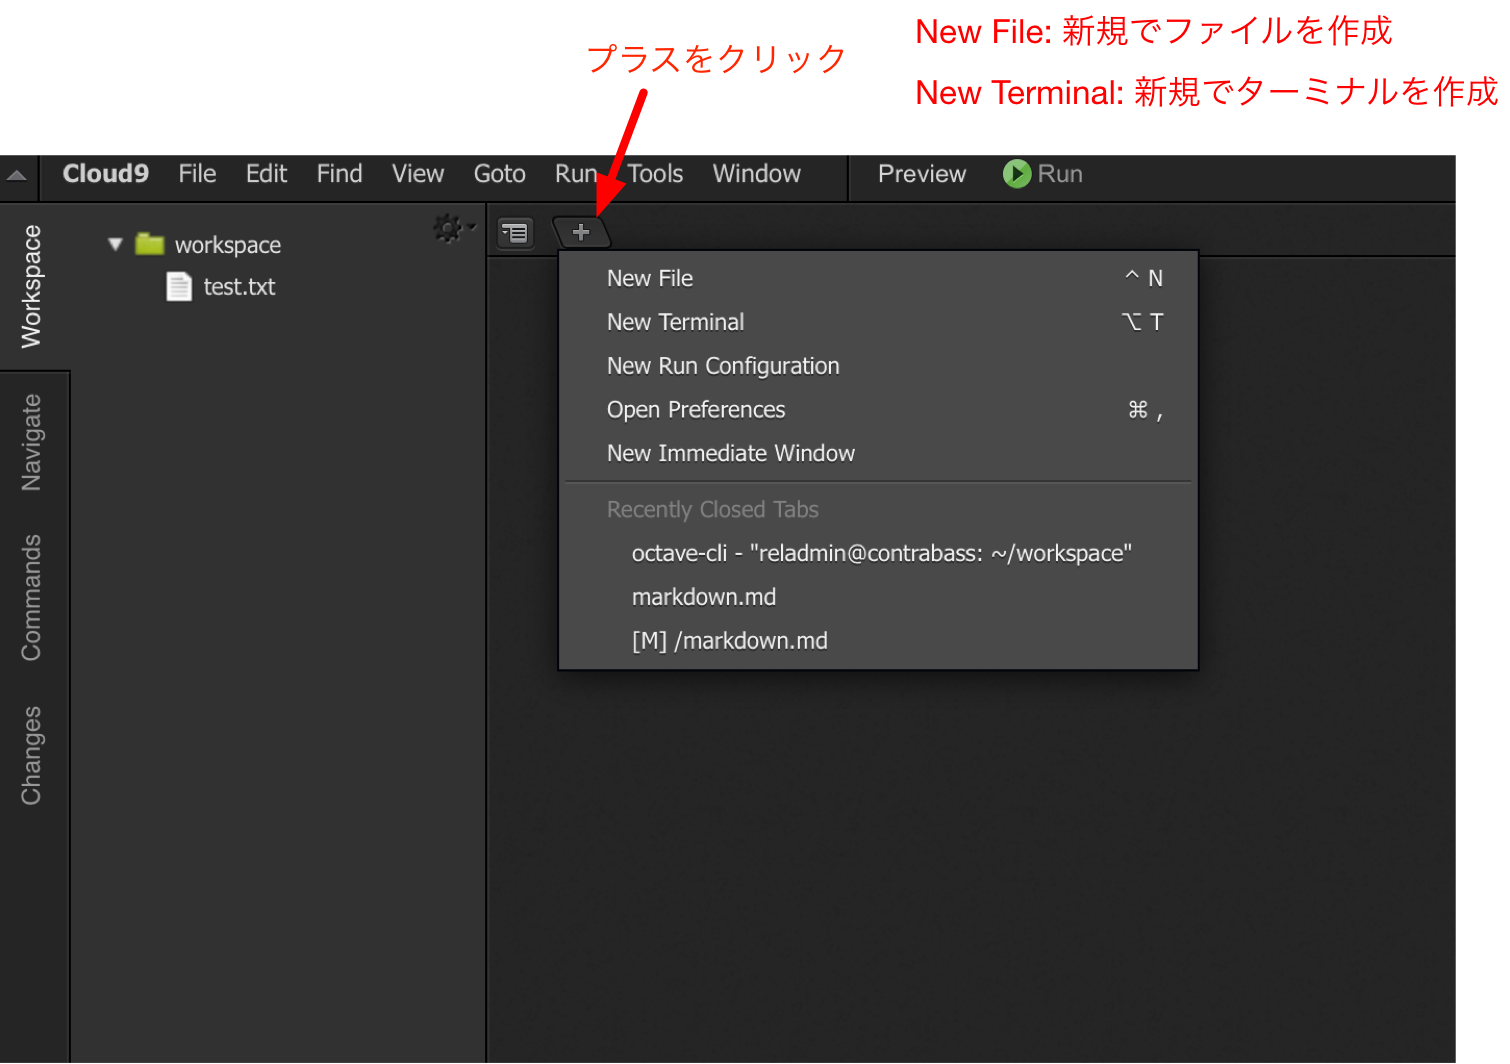 New File: 新規でファイルを作成
プラスをクリック
New Terminal: 新規でターミナルを作成
Cloud9 File Edit Find View Goto Run Tools Window Preview Run
Workspace
Navigate
Commands
Changes
workspace
test.txt
New File ^ N
New Terminal ⌥ T
New Run Configuration
Open Preferences ⌘ ,
New Immediate Window
Recently Closed Tabs
octave-cli - "reladmin@contrabass: ~/workspace"
markdown.md
[M] /markdown.md